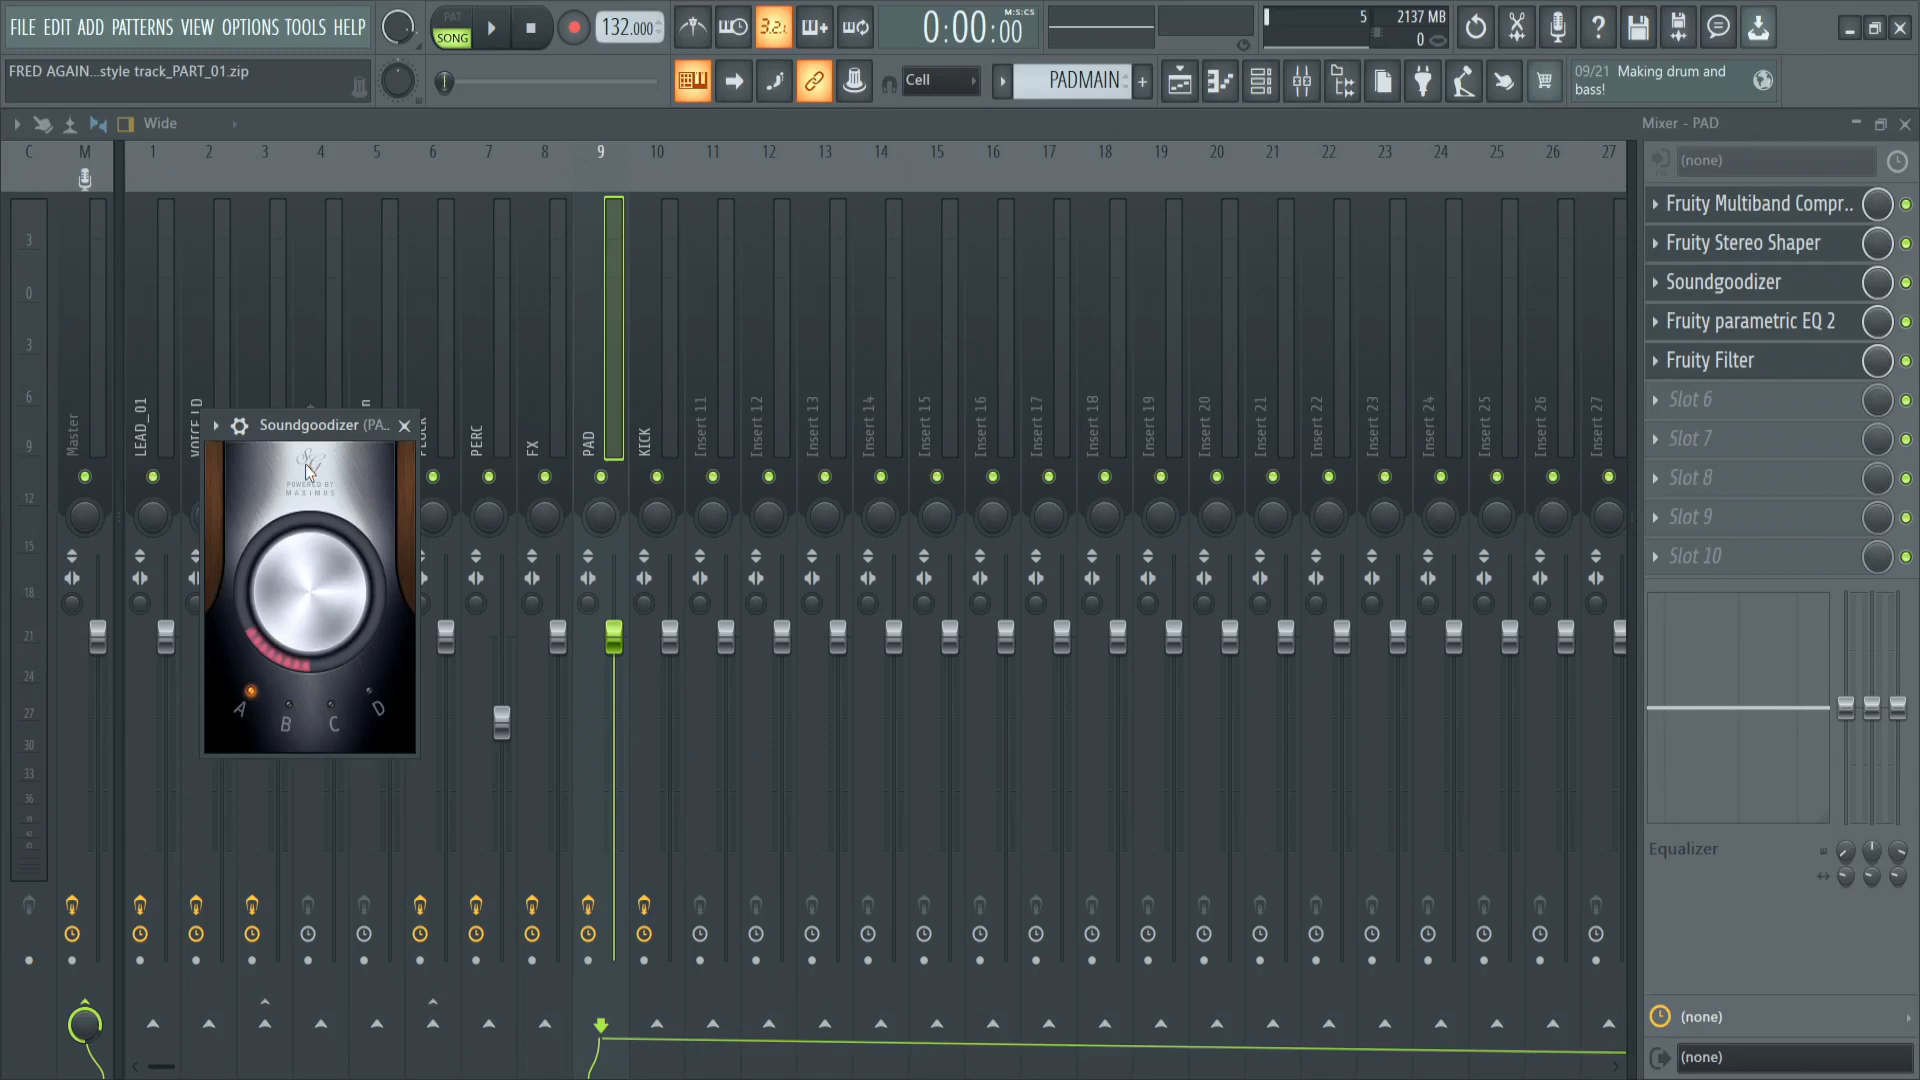 FILE EDIT ADD PATTERNS VIEW OPTIONS TOOLS HELP
PAT
SONG
132.000
3.2.
0:00:00
M:S:CS
5
2137 MB
0
FRED AGAIN...style track_PART_01.zip
Cell
PADMAIN
+
09/21 Making drum and
bass!
Wide
Mixer - PAD
C M 1 2 3 4 5 6 7 8 9 10 11 12 13 14 15 16 17 18 19 20 21 22 23 24 25 26 27
3
0
3
6
9
12
15
18
21
24
27
30
33
36
Master
LEAD_01
PERC
FX
PAD
KICK
Insert 11
Insert 12
Insert 13
Insert 14
Insert 15
Insert 16
Insert 17
Insert 18
Insert 19
Insert 20
Insert 21
Insert 22
Insert 23
Insert 24
Insert 25
Insert 26
Insert 27
Soundgoodizer (PA..
POWERED BY
MAXIMUS
A B C D
(none)
Fruity Multiband Compr..
Fruity Stereo Shaper
Soundgoodizer
Fruity parametric EQ 2
Fruity Filter
Slot 6
Slot 7
Slot 8
Slot 9
Slot 10
Equalizer
(none)
(none)